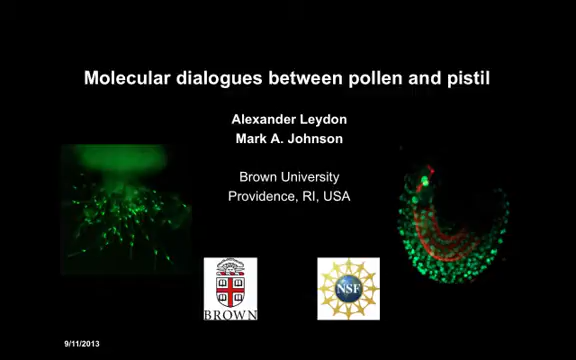 Molecular dialogues between pollen and pistil
Alexander Leydon
Mark A. Johnson
Brown University
Providence, RI, USA
BROWN
NSF
9/11/2013